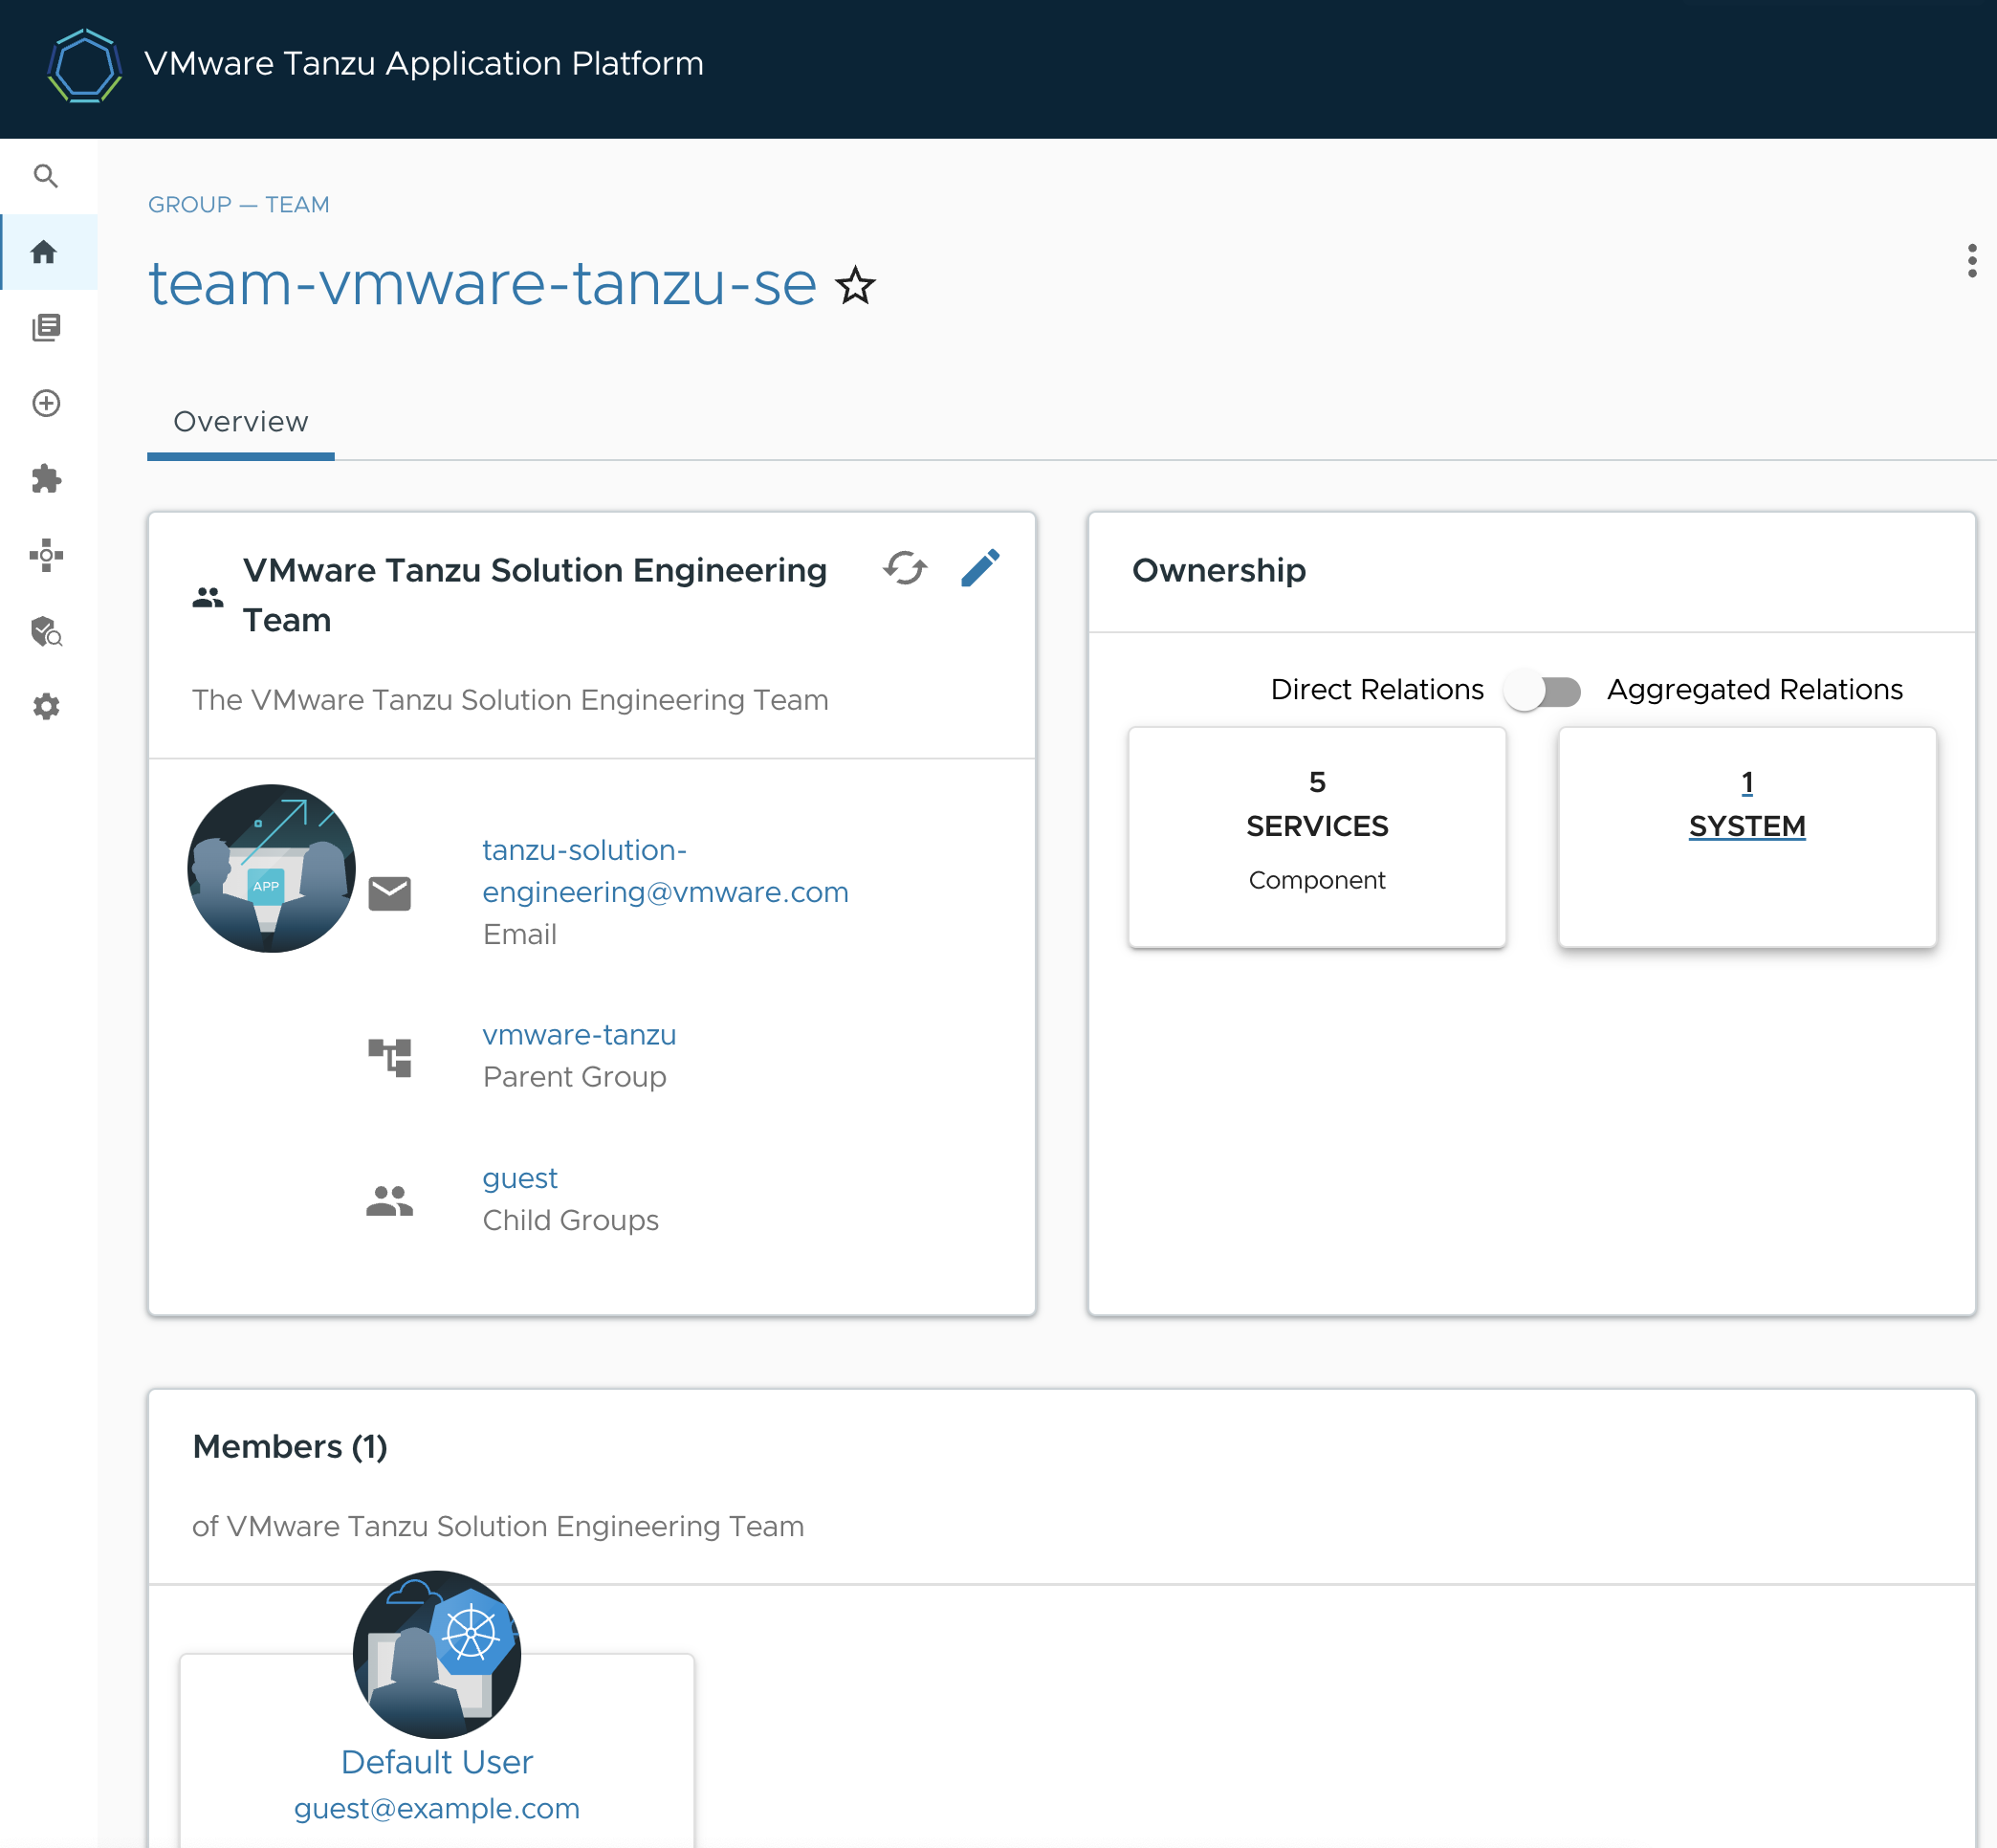 VMware Tanzu Application Platform
GROUP — TEAM
team-vmware-tanzu-se
Overview
VMware Tanzu Solution Engineering
Team
The VMware Tanzu Solution Engineering Team
APP
tanzu-solution-
engineering@vmware.com
Email
vmware-tanzu
Parent Group
guest
Child Groups
Ownership
Direct Relations
Aggregated Relations
5
SERVICES
Component
1
SYSTEM
Members (1)
of VMware Tanzu Solution Engineering Team
Default User
guest@example.com